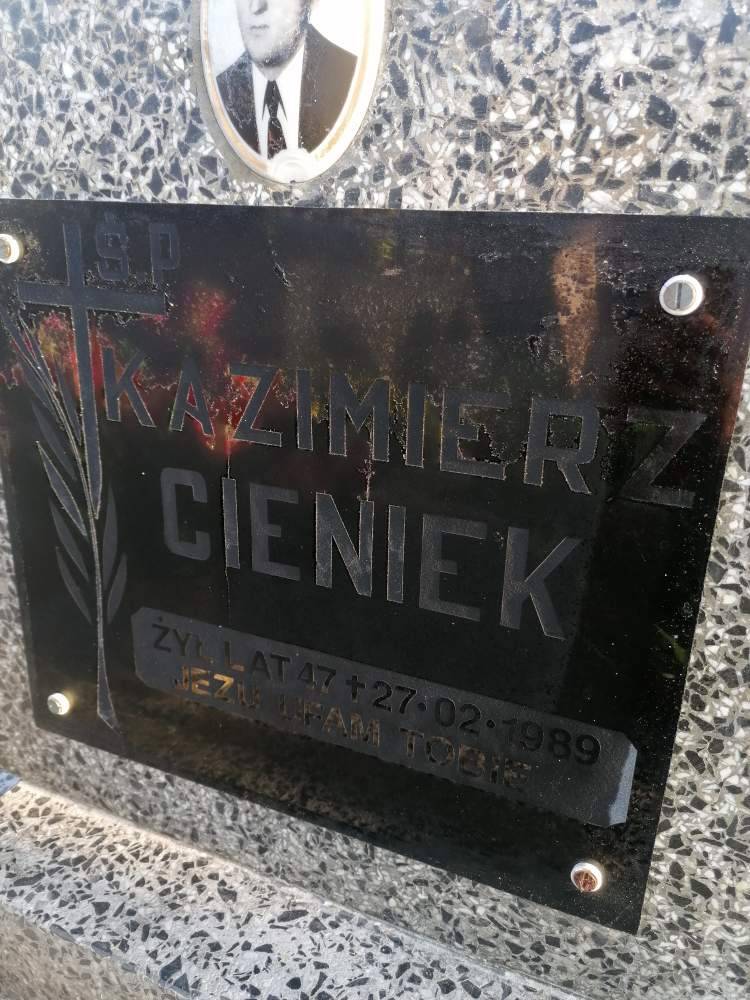 ŚP
KAZIMIERZ
CIENIEK
ŻYŁ LAT 47 + 27·02·1989
JEZU UFAM TOBIE